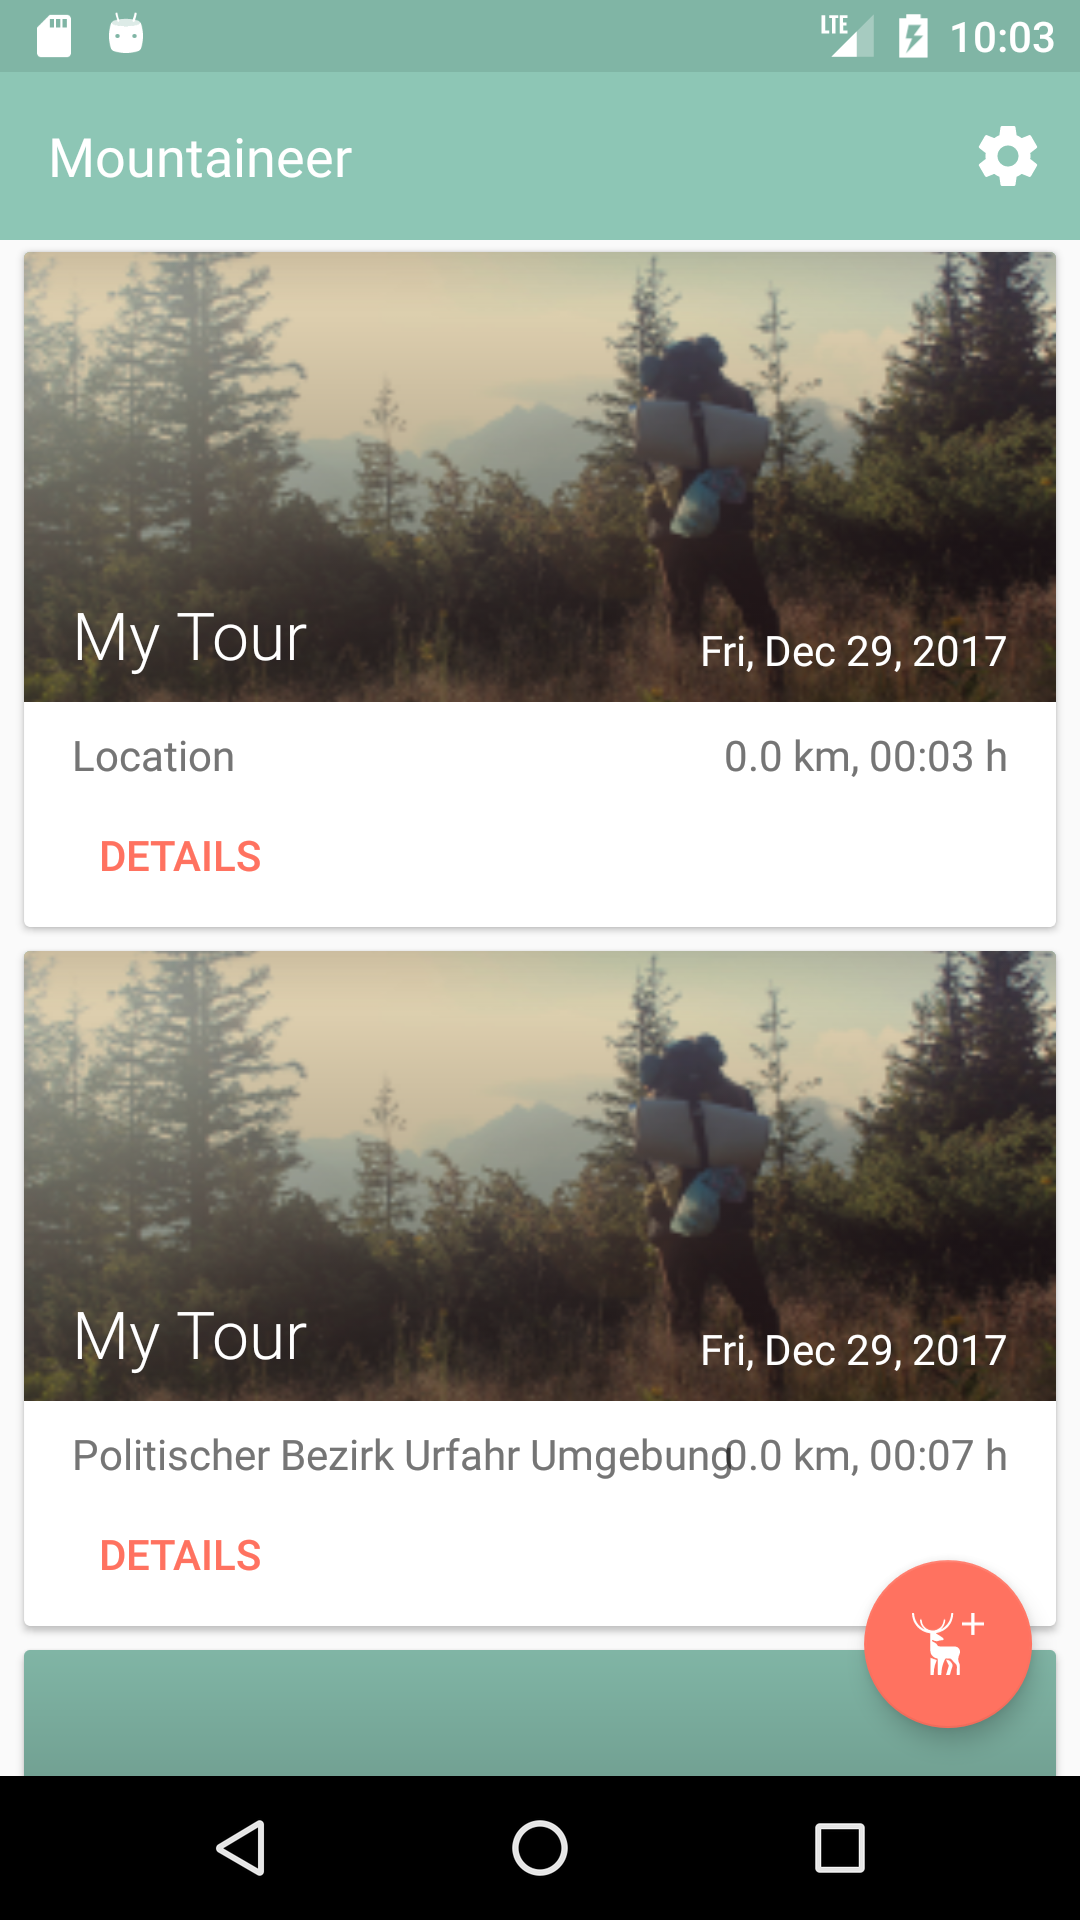 LTE 10:03
Mountaineer
My Tour
Fri, Dec 29, 2017
Location 0.0 km, 00:03 h
DETAILS
My Tour
Fri, Dec 29, 2017
Politischer Bezirk Urfahr Umgebung 0.0 km, 00:07 h
DETAILS